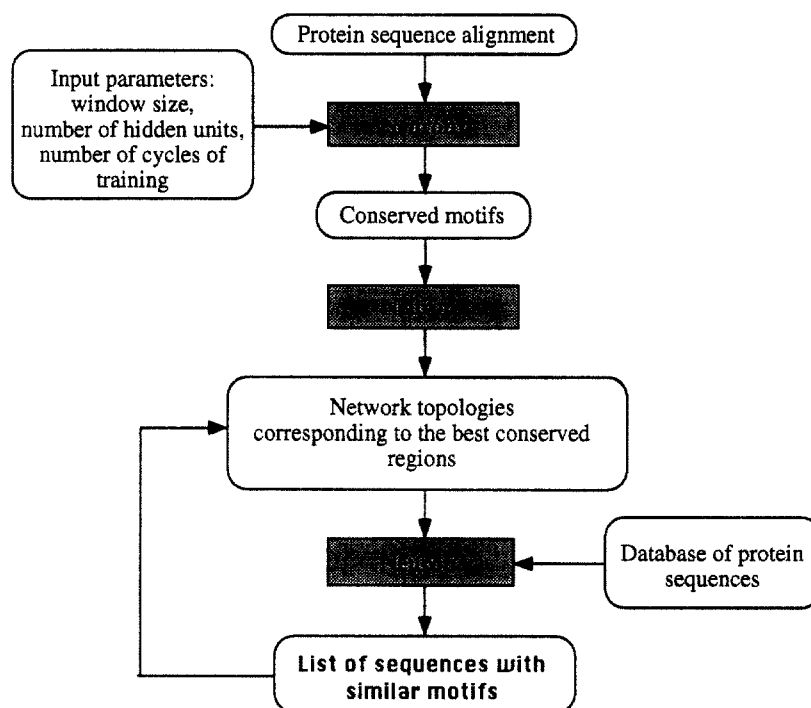 Protein sequence alignment
Input parameters:
window size,
number of hidden units,
number of cycles of
training
Conserved motifs
Network topologies
corresponding to the best conserved
regions
Database of protein
sequences
List of sequences with
similar motifs